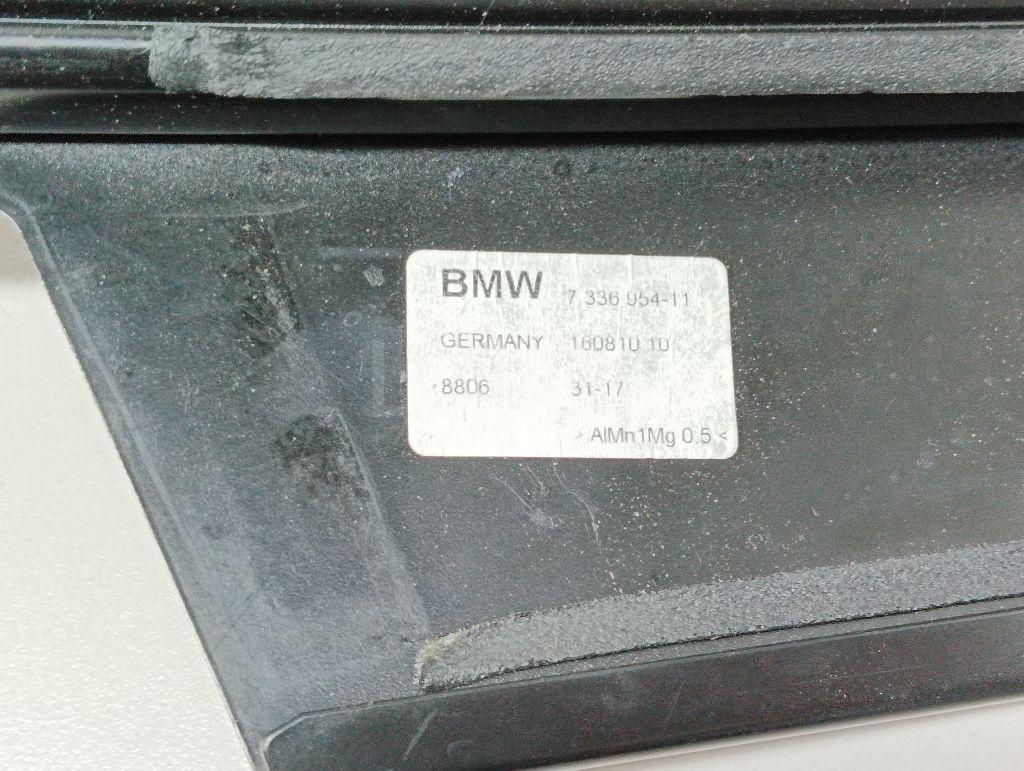 BMW 7 336 954-11
GERMANY 160810 10
8806 31-17
> AlMn1Mg 0.5 <